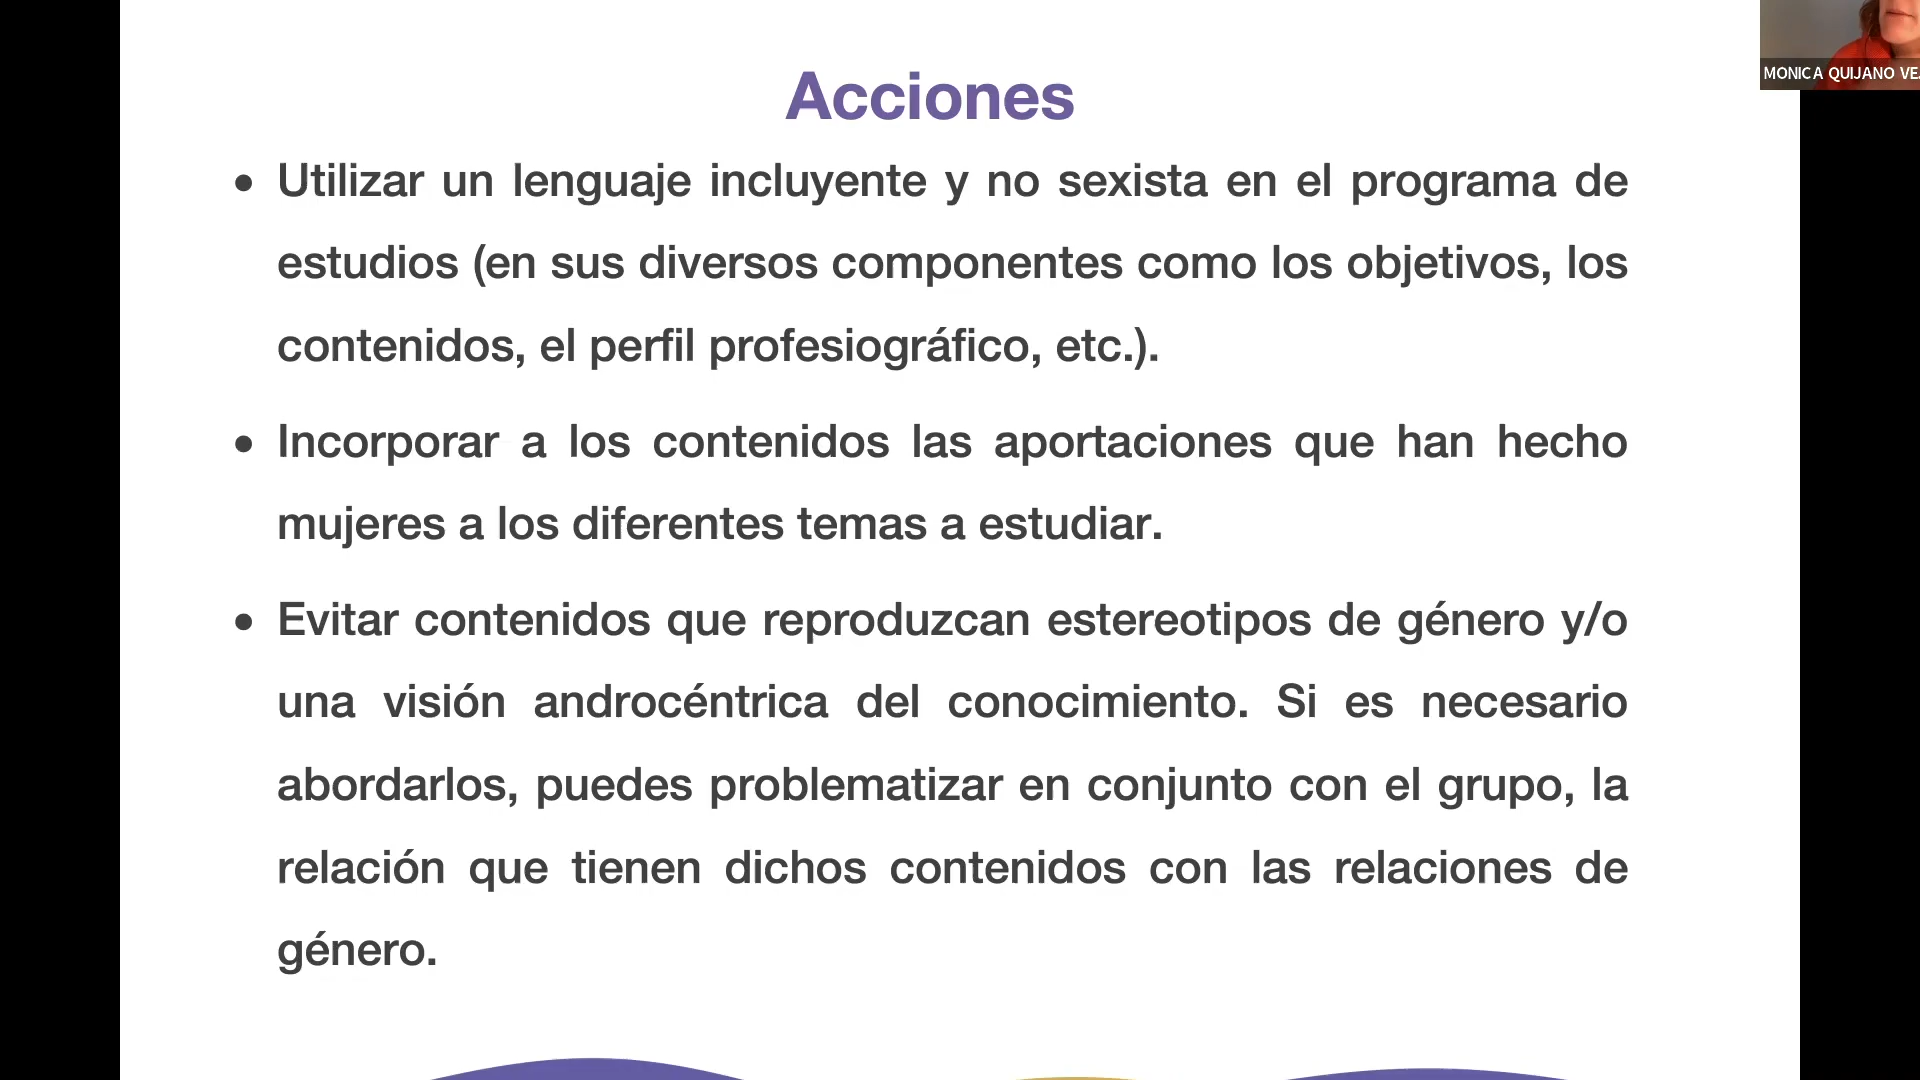 Acciones
MONICA QUIJANO VE
• Utilizar un lenguaje incluyente y no sexista en el programa de
estudios (en sus diversos componentes como los objetivos, los
contenidos, el perfil profesiográfico, etc.).
• Incorporar a los contenidos las aportaciones que han hecho
mujeres a los diferentes temas a estudiar.
• Evitar contenidos que reproduzcan estereotipos de género y/o
una visión androcéntrica del conocimiento. Si es necesario
abordarlos, puedes problematizar en conjunto con el grupo, la
relación que tienen dichos contenidos con las relaciones de
género.